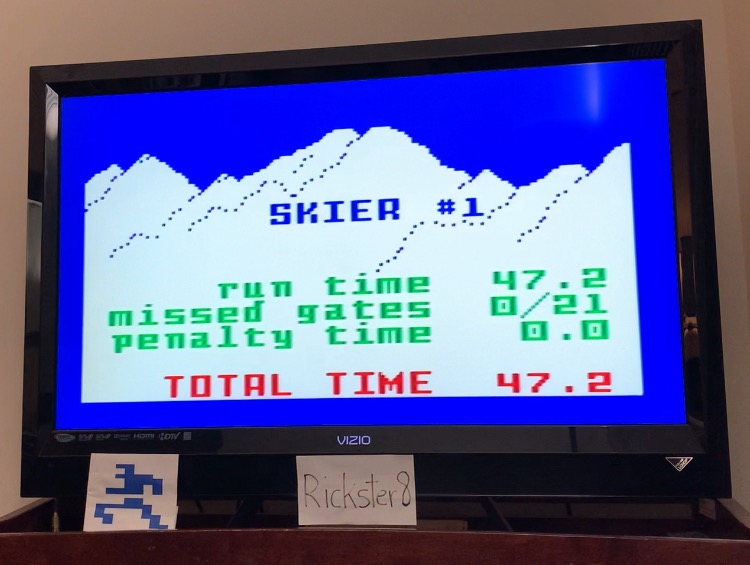 SKIER #1
run time 47.2
missed gates 0/21
penalty time 0.0
TOTAL TIME 47.2
VIZIO
Rickster8